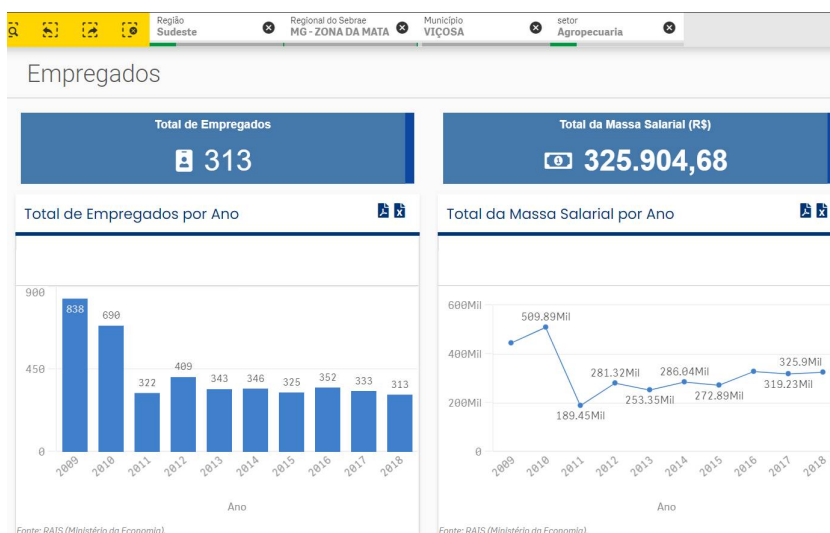 Região
Sudeste
Regional do Sebrae
MG - ZONA DA MATA
Município
VIÇOSA
setor
Agropecuaria
Empregados
Total de Empregados
313
Total da Massa Salarial (R$)
325.904,68
Total de Empregados por Ano
900
450
0
838
690
322
409
343
346
325
352
333
313
2009
2010
2011
2012
2013
2014
2015
2016
2017
2018
Ano
Fonte: RAIS (Ministério da Economia)
Total da Massa Salarial por Ano
600Mil
400Mil
200Mil
0
509.89Mil
189.45Mil
281.32Mil
253.35Mil
286.04Mil
272.89Mil
319.23Mil
325.9Mil
2009
2010
2011
2012
2013
2014
2015
2016
2017
2018
Ano
Fonte: RAIS (Ministério da Economia)